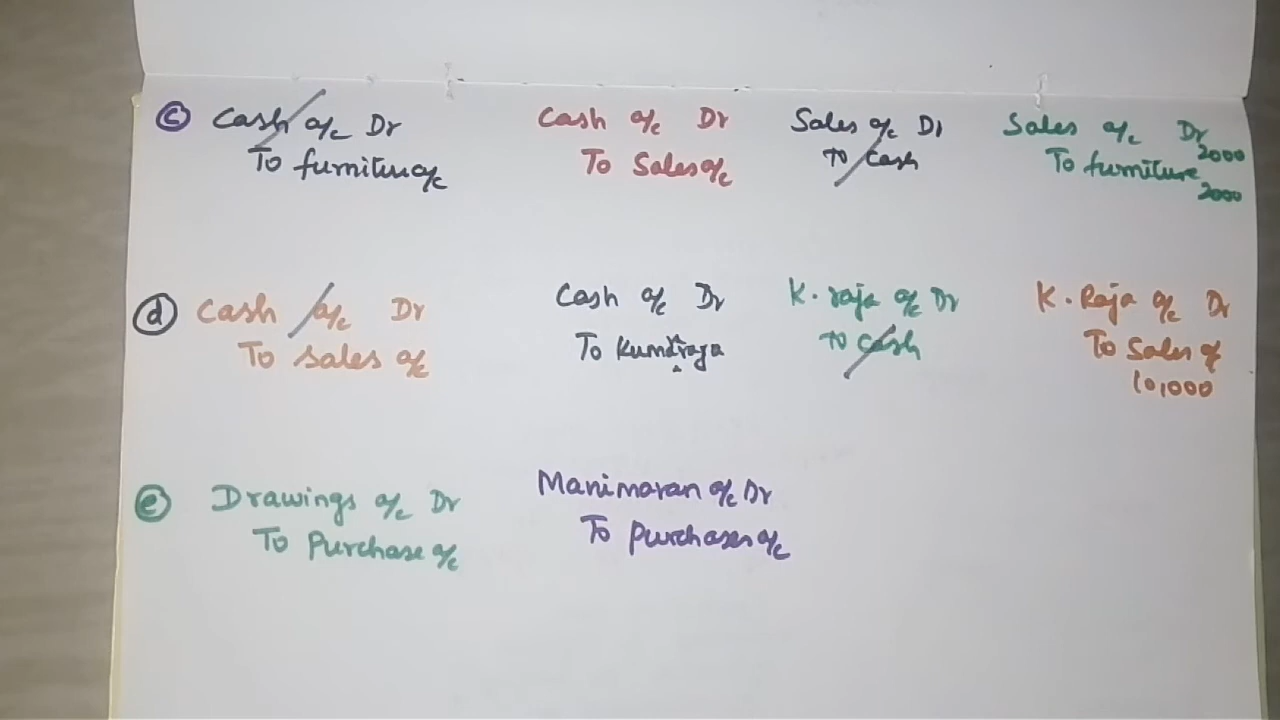 c Cash a/c Dr Cash a/c Dr Sales a/c Dr Sales a/c Dr 2000
To furniture a/c To Sales a/c To Cash To furniture 2000
d Cash a/c Dr Cash a/c Dr K. raja a/c Dr K. Raja a/c Dr
To Sales a/c To Kumarraja To Cash To Sales a/c
10,000
e Drawings a/c Dr Manimaran a/c Dr
To Purchase a/c To purchases a/c